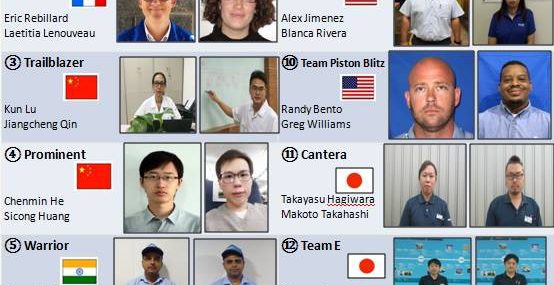 Eric Rebillard
Laetitia Lenouveau
Alex Jimenez
Blanca Rivera
③ Trailblazer
Kun Lu
Jiangcheng Qin
⑩ Team Piston Blitz
Randy Bento
Greg Williams
④ Prominent
Chenmin He
Sicong Huang
⑪ Cantera
Takayasu Hagiwara
Makoto Takahashi
⑤ Warrior
⑫ Team E